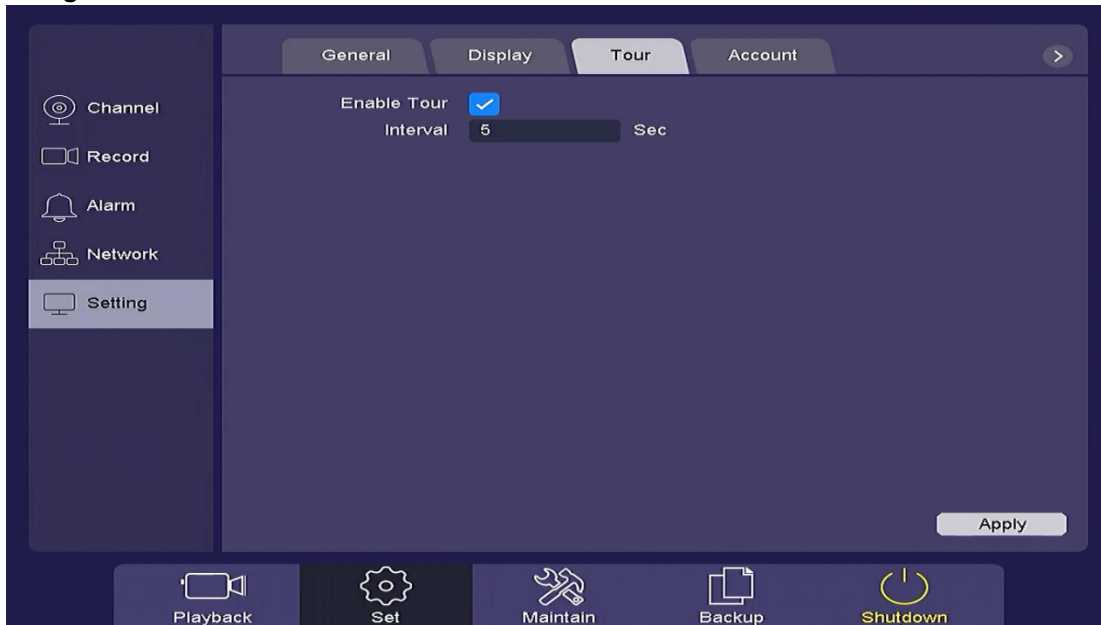 General Display Tour Account
Channel
Record
Alarm
Network
Setting
Enable Tour
Interval 5 Sec
Apply
Playback Set Maintain Backup Shutdown